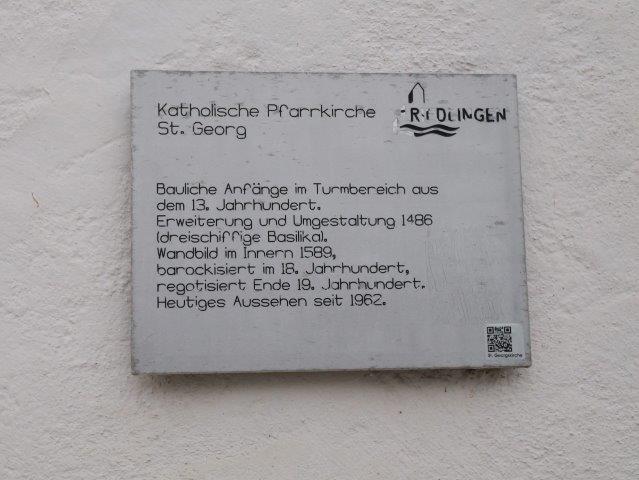 Katholische Pfarrkirche
St. Georg
RIEDLINGEN
Bauliche Anfänge im Turmbereich aus
dem 13. Jahrhundert.
Erweiterung und Umgestaltung 1486
(dreischiffige Basilika).
Wandbild im Innern 1589,
barockisiert im 18. Jahrhundert,
regotisiert Ende 19. Jahrhundert.
Heutiges Aussehen seit 1962.
St. Georgskirche